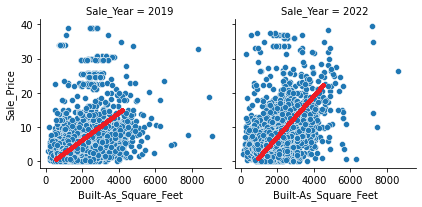 Sale_Year = 2019
Sale_Year = 2022
Sale_Price
40
30
20
10
0
0 2000 4000 6000 8000
0 2000 4000 6000 8000
Built-As_Square_Feet
Built-As_Square_Feet